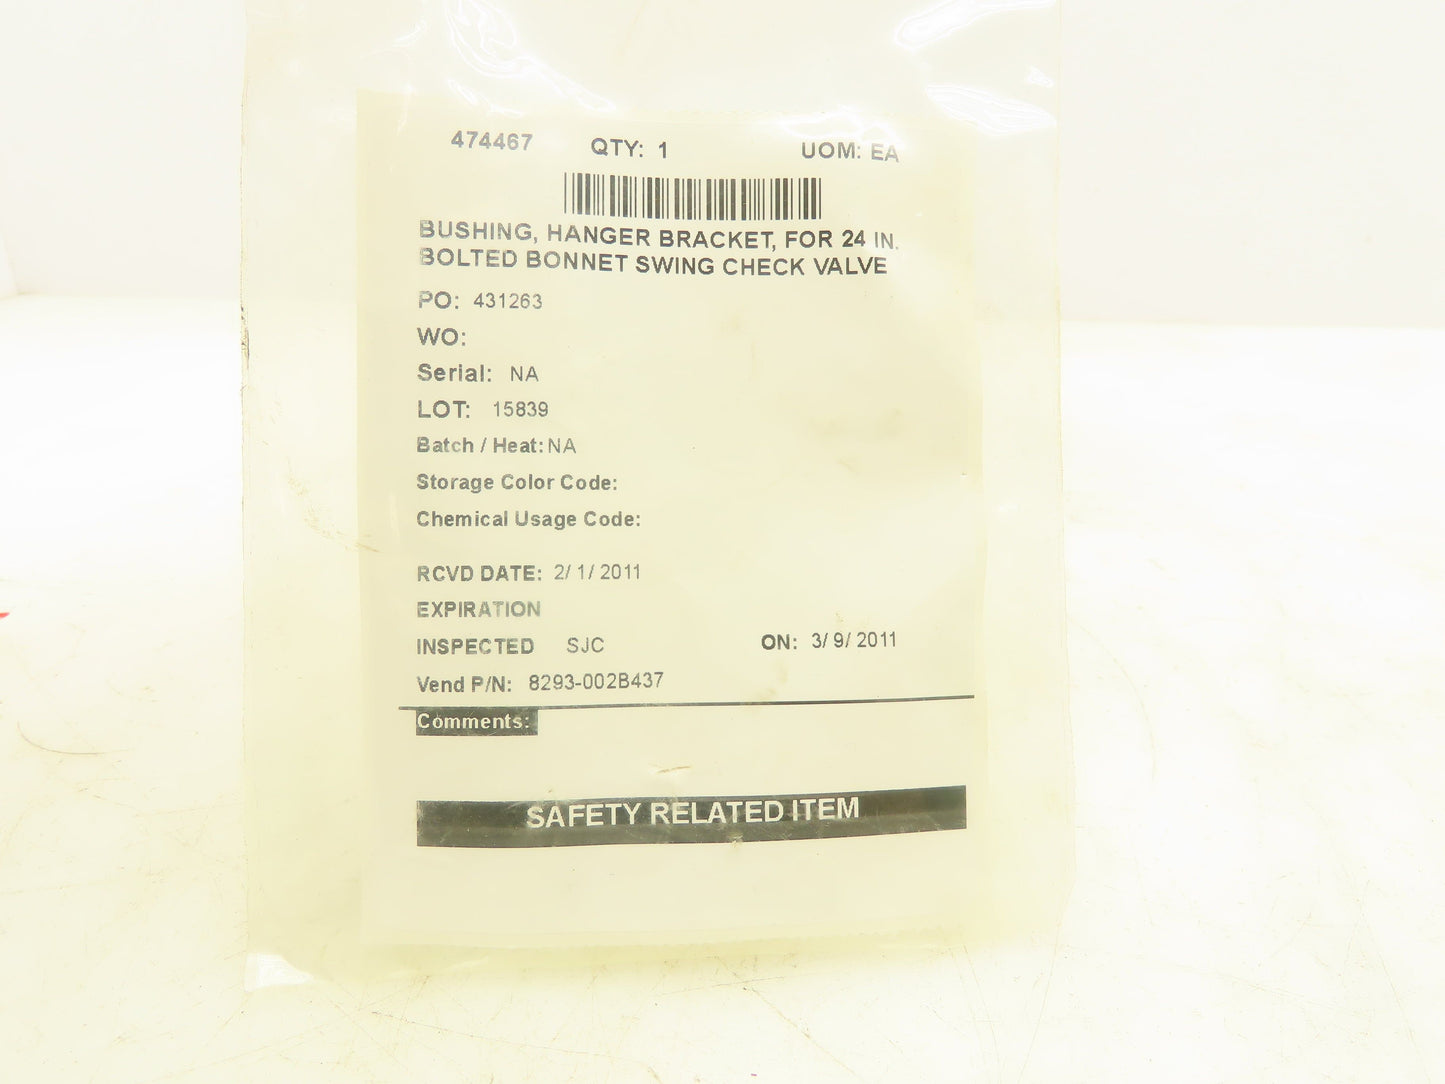 474467 QTY: 1 UOM: EA
BUSHING, HANGER BRACKET, FOR 24 IN.
BOLTED BONNET SWING CHECK VALVE
PO: 431263
WO:
Serial: NA
LOT: 15839
Batch / Heat: NA
Storage Color Code:
Chemical Usage Code:
RCVD DATE: 2/ 1/ 2011
EXPIRATION
INSPECTED SJC ON: 3/ 9/ 2011
Vend P/N: 8293-002B437
Comments:
SAFETY RELATED ITEM